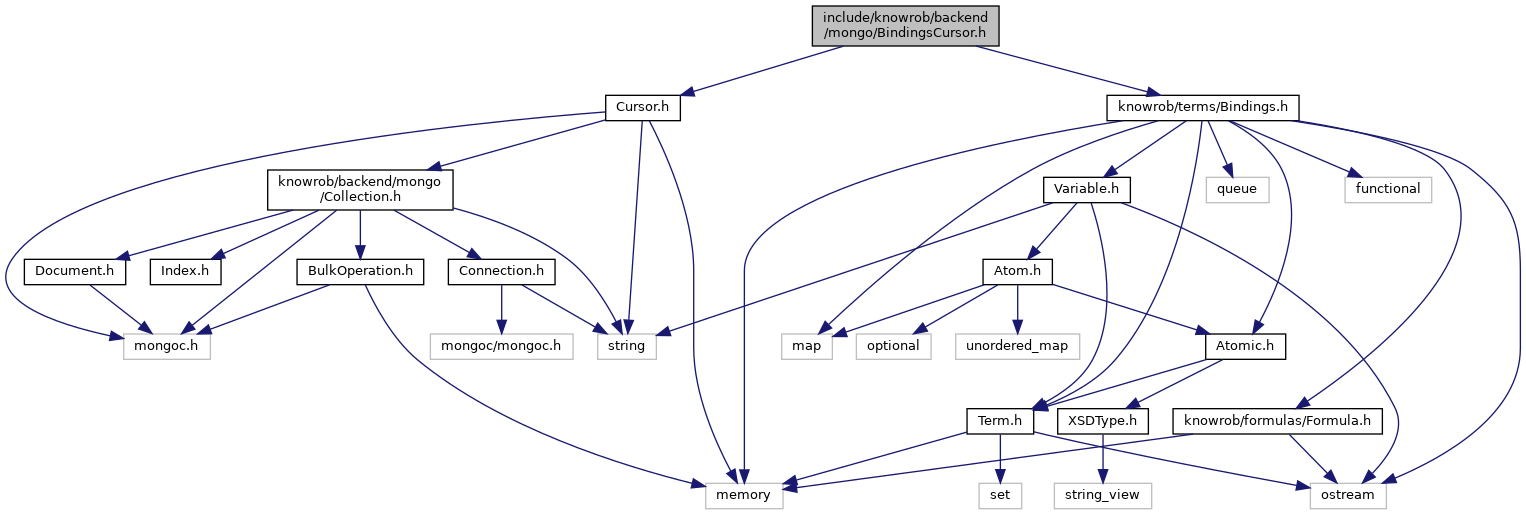 include/knowrob/backend
/mongo/BindingsCursor.h
Cursor.h
knowrob/terms/Bindings.h
knowrob/backend/mongo
/Collection.h
Variable.h
queue
functional
Document.h
Index.h
BulkOperation.h
Connection.h
Atom.h
mongoc.h
mongoc/mongoc.h
string
map
optional
unordered_map
Atomic.h
Term.h
XSDType.h
knowrob/formulas/Formula.h
memory
set
string_view
ostream